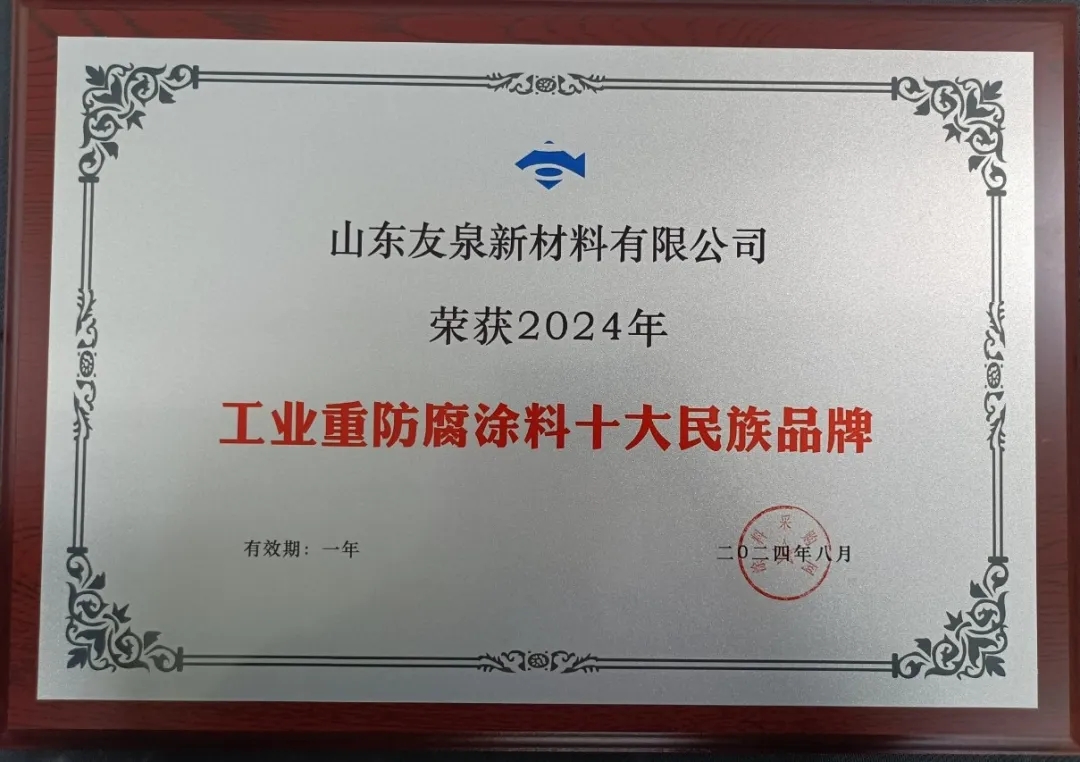 山东友泉新材料有限公司
荣获2024年
工业重防腐涂料十大民族品牌
有效期：一年
二〇二四年八月